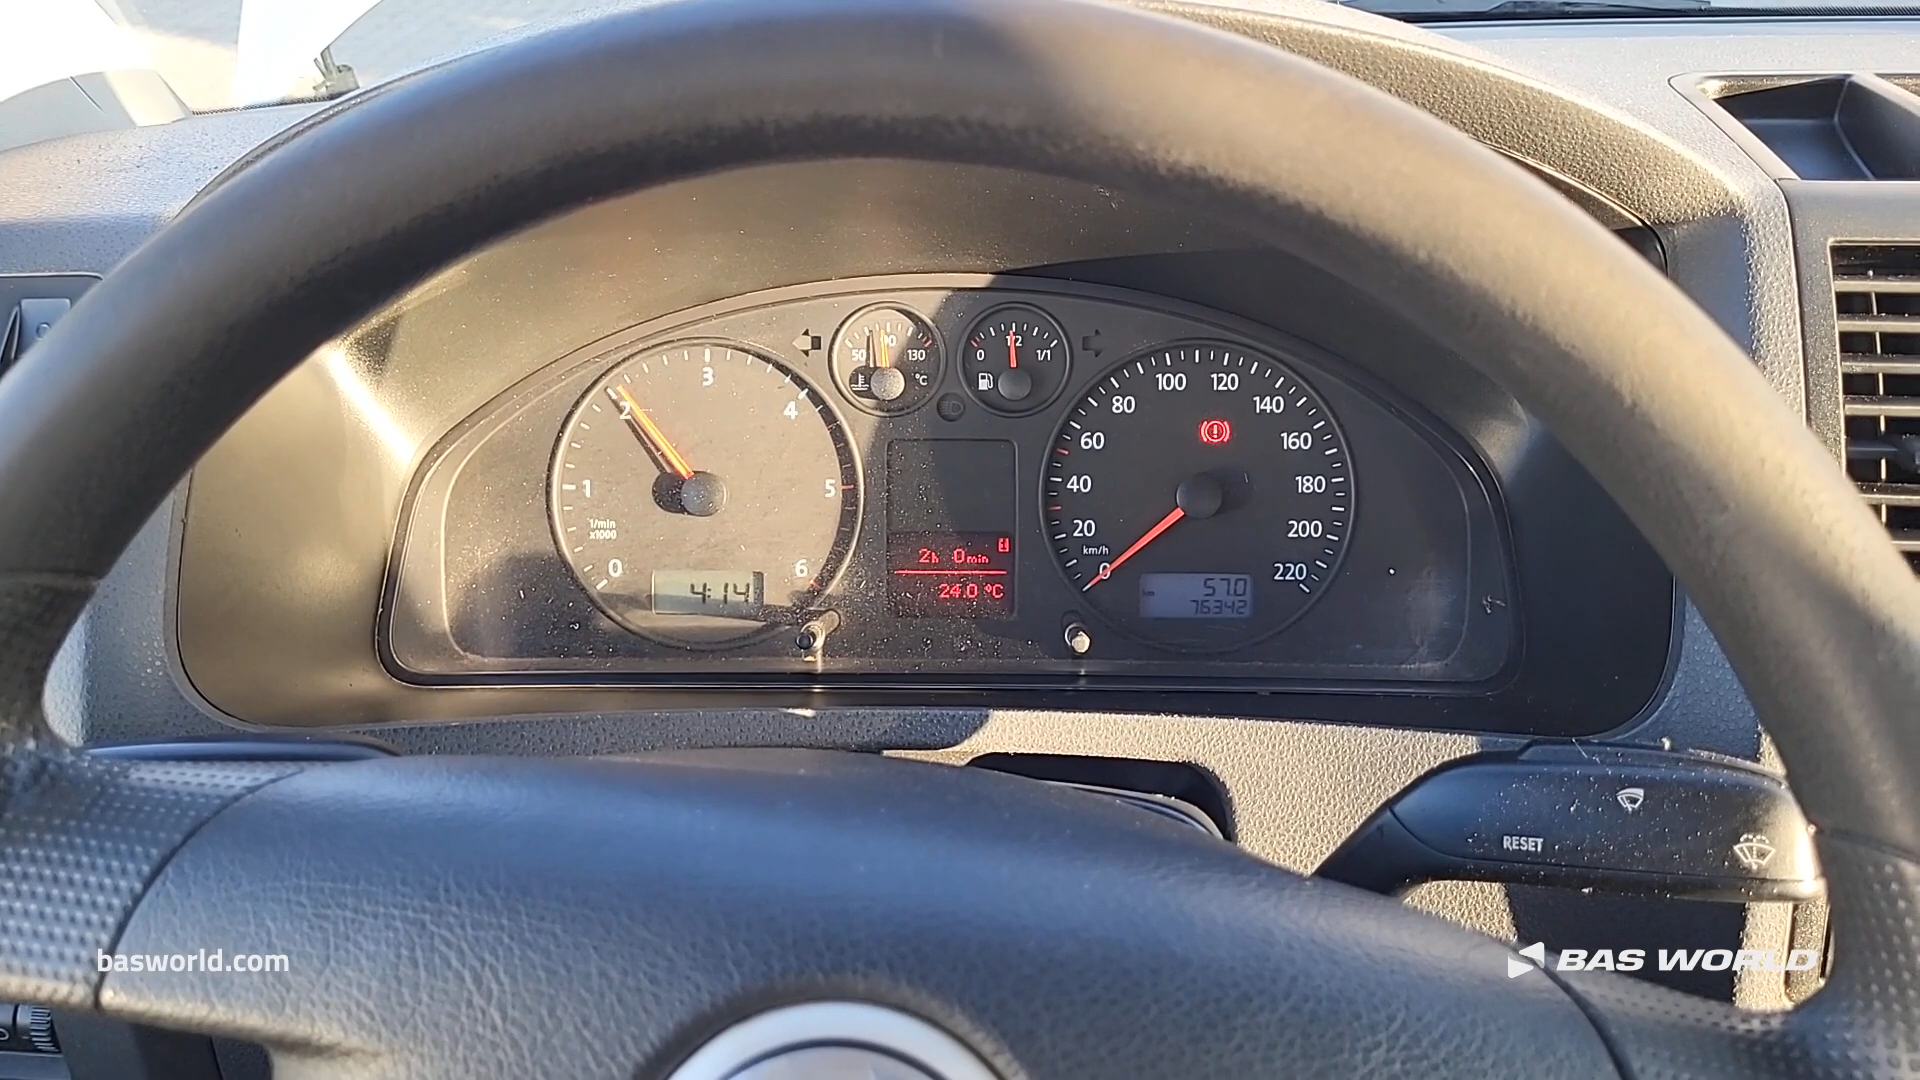 50 90 130
°C
0 1/2 1/1
0 1 2 3 4 5 6
1/min
x1000
4:14
2h 0min
24.0 °C
0 20 40 60 80 100 120 140 160 180 200 220
km/h
km 57.0
76342
RESET
basworld.com
BAS WORLD